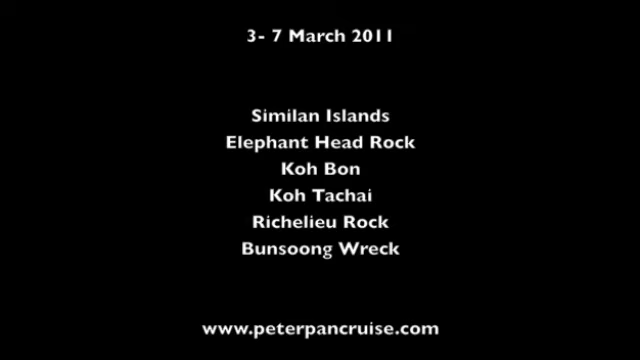 3- 7 March 2011
Similan Islands
Elephant Head Rock
Koh Bon
Koh Tachai
Richelieu Rock
Bunsoong Wreck
www.peterpancruise.com